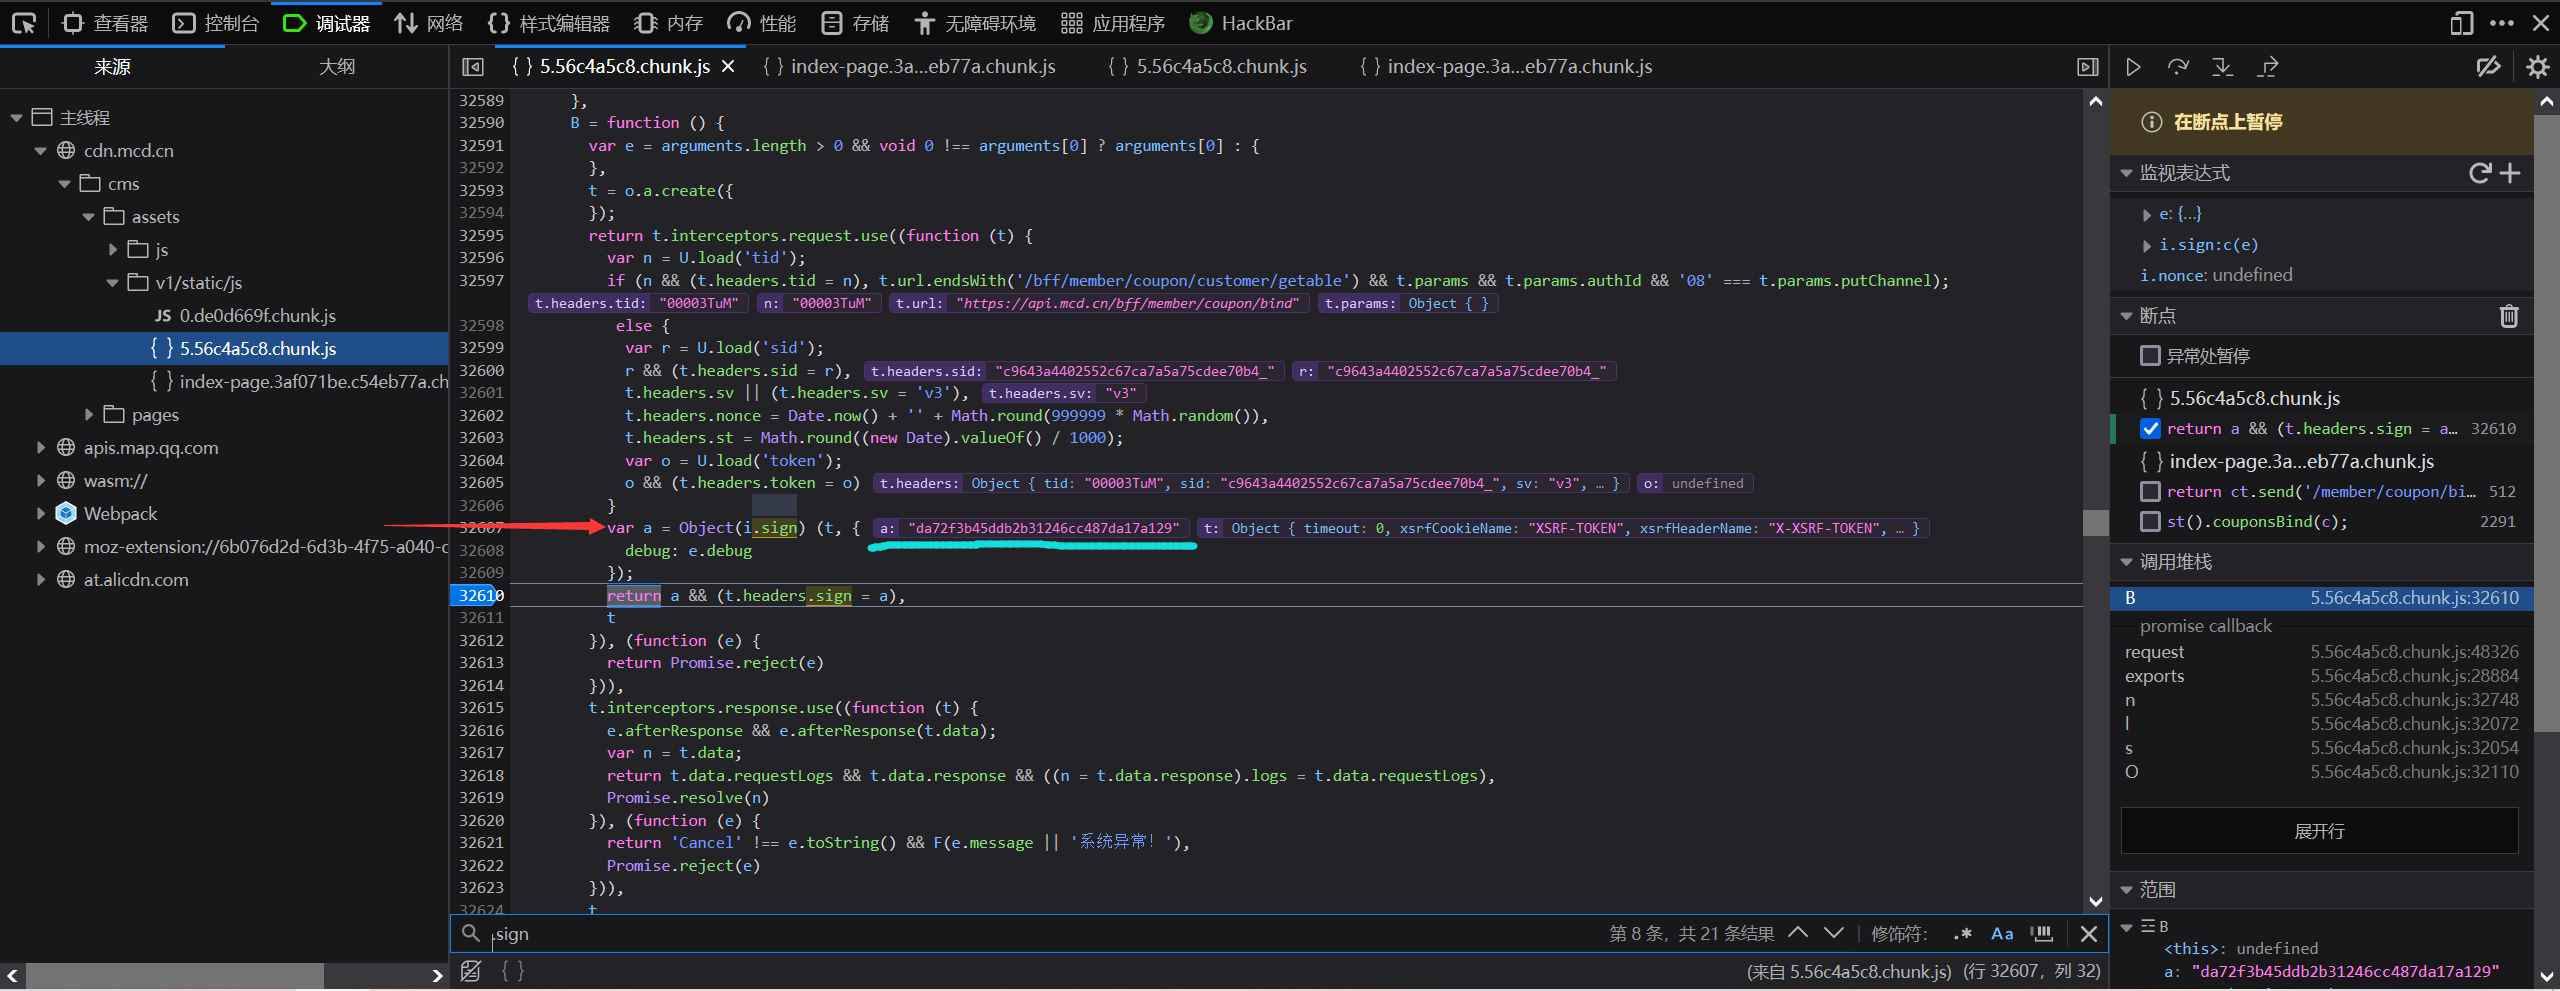 查看器 控制台 调试器 网络 样式编辑器 内存 性能 存储 无障碍环境 应用程序 HackBar
来源 大纲
主线程
cdn.mcd.cn
cms
assets
js
v1/static/js
0.de0d669f.chunk.js
5.56c4a5c8.chunk.js
index-page.3af071be.c54eb77a.ch
pages
apis.map.qq.com
wasm://
Webpack
moz-extension://6b076d2d-6d3b-4f75-a040-c
at.alicdn.com
{ } 5.56c4a5c8.chunk.js { } index-page.3a...eb77a.chunk.js { } 5.56c4a5c8.chunk.js { } index-page.3a...eb77a.chunk.js
32589 },
32590 B = function () {
32591 var e = arguments.length > 0 && void 0 !== arguments[0] ? arguments[0] : {
32592 },
32593 t = o.a.create({
32594 });
32595 return t.interceptors.request.use((function (t) {
32596 var n = U.load('tid');
32597 if (n && (t.headers.tid = n), t.url.endsWith('/bff/member/coupon/customer/getable') && t.params && t.params.authId && '08' === t.params.putChannel);
t.headers.tid: "00003TuM" n: "00003TuM" t.url: "https://api.mcd.cn/bff/member/coupon/bind" t.params: Object { }
32598 else {
32599 var r = U.load('sid');
32600 r && (t.headers.sid = r), t.headers.sid: "c9643a4402552c67ca7a5a75cdee70b4_" r: "c9643a4402552c67ca7a5a75cdee70b4_"
32601 t.headers.sv || (t.headers.sv = 'v3'), t.headers.sv: "v3"
32602 t.headers.nonce = Date.now() + '' + Math.round(999999 * Math.random()),
32603 t.headers.st = Math.round((new Date).valueOf() / 1000);
32604 var o = U.load('token');
32605 o && (t.headers.token = o) t.headers: Object { tid: "00003TuM", sid: "c9643a4402552c67ca7a5a75cdee70b4_", sv: "v3", … } o: undefined
32606 }
32607 var a = Object(i.sign) (t, { a: "da72f3b45ddb2b31246cc487da17a129" t: Object { timeout: 0, xsrfCookieName: "XSRF-TOKEN", xsrfHeaderName: "X-XSRF-TOKEN", … }
32608 debug: e.debug
32609 });
32610 return a && (t.headers.sign = a),
32611 t
32612 }), (function (e) {
32613 return Promise.reject(e)
32614 })),
32615 t.interceptors.response.use((function (t) {
32616 e.afterResponse && e.afterResponse(t.data);
32617 var n = t.data;
32618 return t.data.requestLogs && t.data.response && ((n = t.data.response).logs = t.data.requestLogs),
32619 Promise.resolve(n)
32620 }), (function (e) {
32621 return 'Cancel' !== e.toString() && F(e.message || '系统异常！'),
32622 Promise.reject(e)
32623 })),
32624 t
.sign 第 8 条，共 21 条结果 修饰符： .* Aa
{ } (来自 5.56c4a5c8.chunk.js) (行 32607，列 32)
在断点上暂停
监视表达式
e: {…}
i.sign:c(e)
i.nonce: undefined
断点
异常处暂停
{ } 5.56c4a5c8.chunk.js
return a && (t.headers.sign = a… 32610
{ } index-page.3a...eb77a.chunk.js
return ct.send('/member/coupon/bi… 512
st().couponsBind(c); 2291
调用堆栈
B 5.56c4a5c8.chunk.js:32610
promise callback
request 5.56c4a5c8.chunk.js:48326
exports 5.56c4a5c8.chunk.js:28884
n 5.56c4a5c8.chunk.js:32748
l 5.56c4a5c8.chunk.js:32072
s 5.56c4a5c8.chunk.js:32054
O 5.56c4a5c8.chunk.js:32110
展开行
范围
B
<this>: undefined
a: "da72f3b45ddb2b31246cc487da17a129"